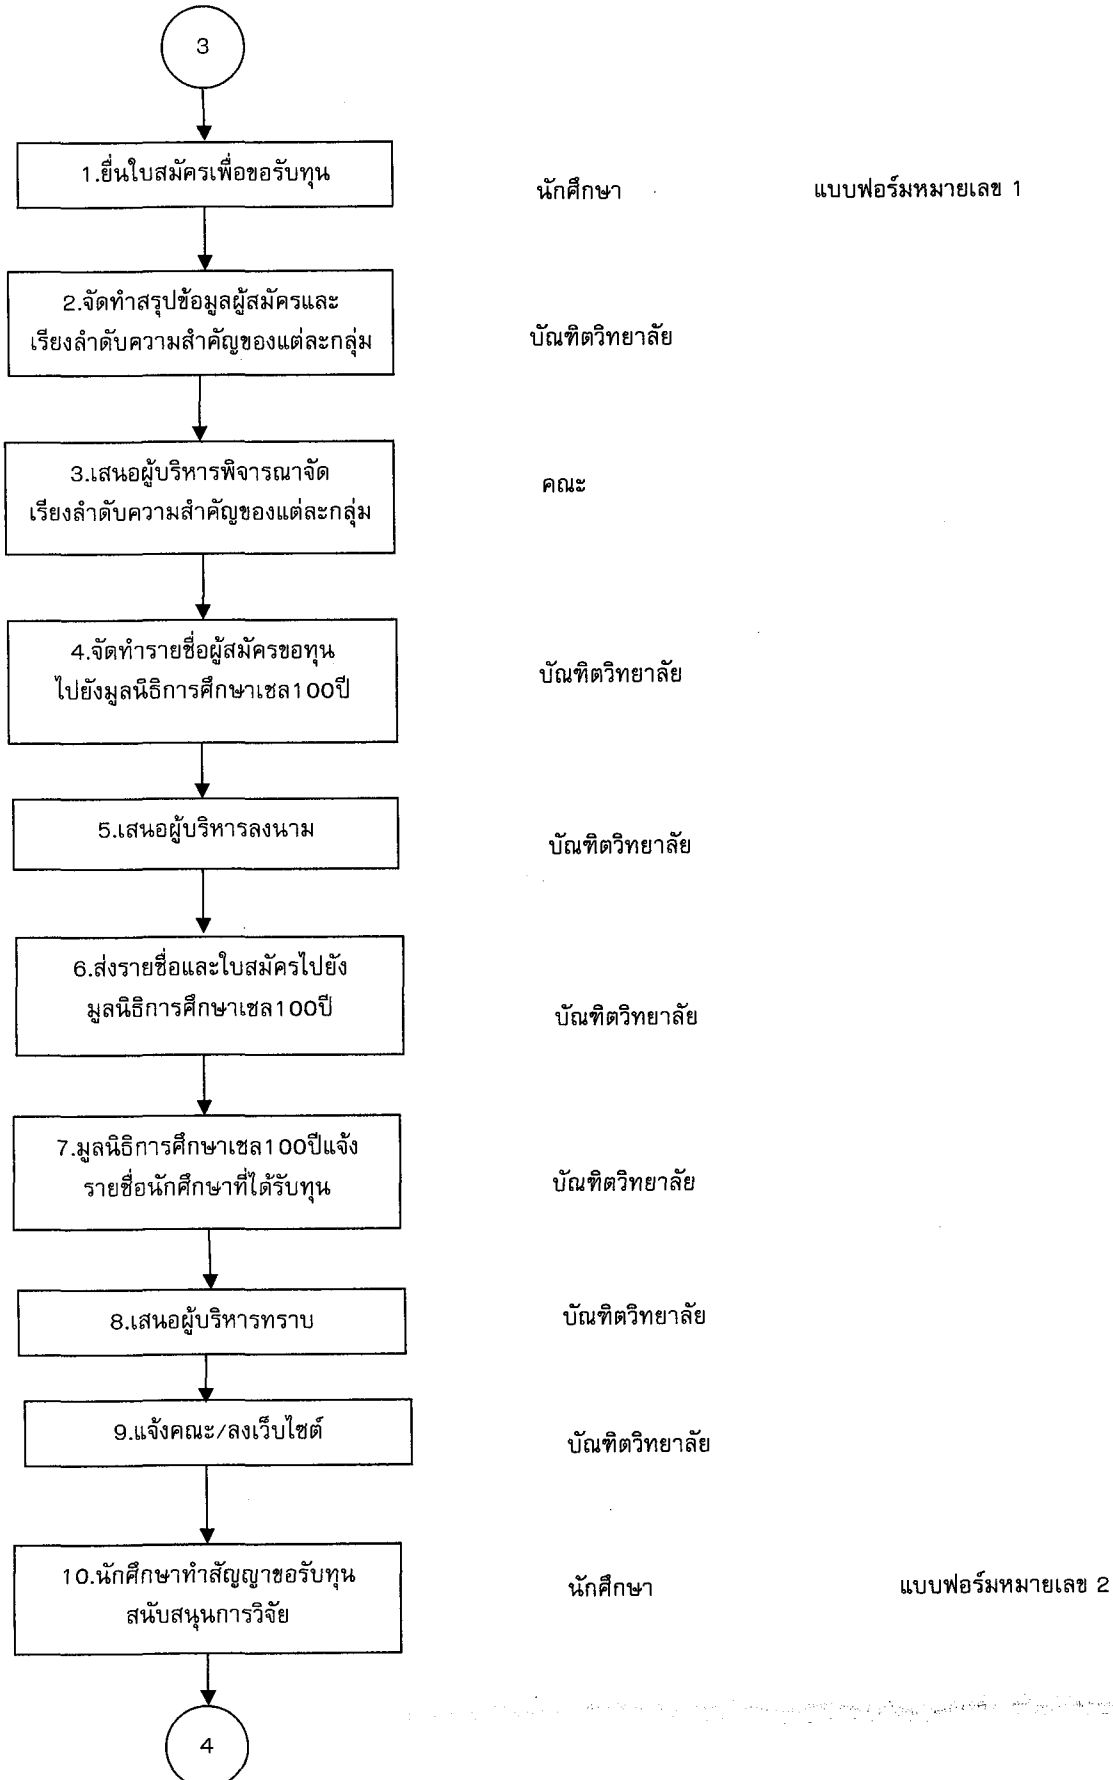 3
1.ยื่นใบสมัครเพื่อขอรับทุน
นักศึกษา
แบบฟอร์มหมายเลข 1
2.จัดทำสรุปข้อมูลผู้สมัครและ
เรียงลำดับความสำคัญของแต่ละกลุ่ม
บัณฑิตวิทยาลัย
3.เสนอผู้บริหารพิจารณาจัด
เรียงลำดับความสำคัญของแต่ละกลุ่ม
คณะ
4.จัดทำรายชื่อผู้สมัครขอทุน
ไปยังมูลนิธิการศึกษาเชล100ปี
บัณฑิตวิทยาลัย
5.เสนอผู้บริหารลงนาม
บัณฑิตวิทยาลัย
6.ส่งรายชื่อและใบสมัครไปยัง
มูลนิธิการศึกษาเชล100ปี
บัณฑิตวิทยาลัย
7.มูลนิธิการศึกษาเชล100ปีแจ้ง
รายชื่อนักศึกษาที่ได้รับทุน
บัณฑิตวิทยาลัย
8.เสนอผู้บริหารทราบ
บัณฑิตวิทยาลัย
9.แจ้งคณะ/ลงเว็บไซต์
บัณฑิตวิทยาลัย
10.นักศึกษาทำสัญญาขอรับทุน
สนับสนุนการวิจัย
นักศึกษา
แบบฟอร์มหมายเลข 2
4